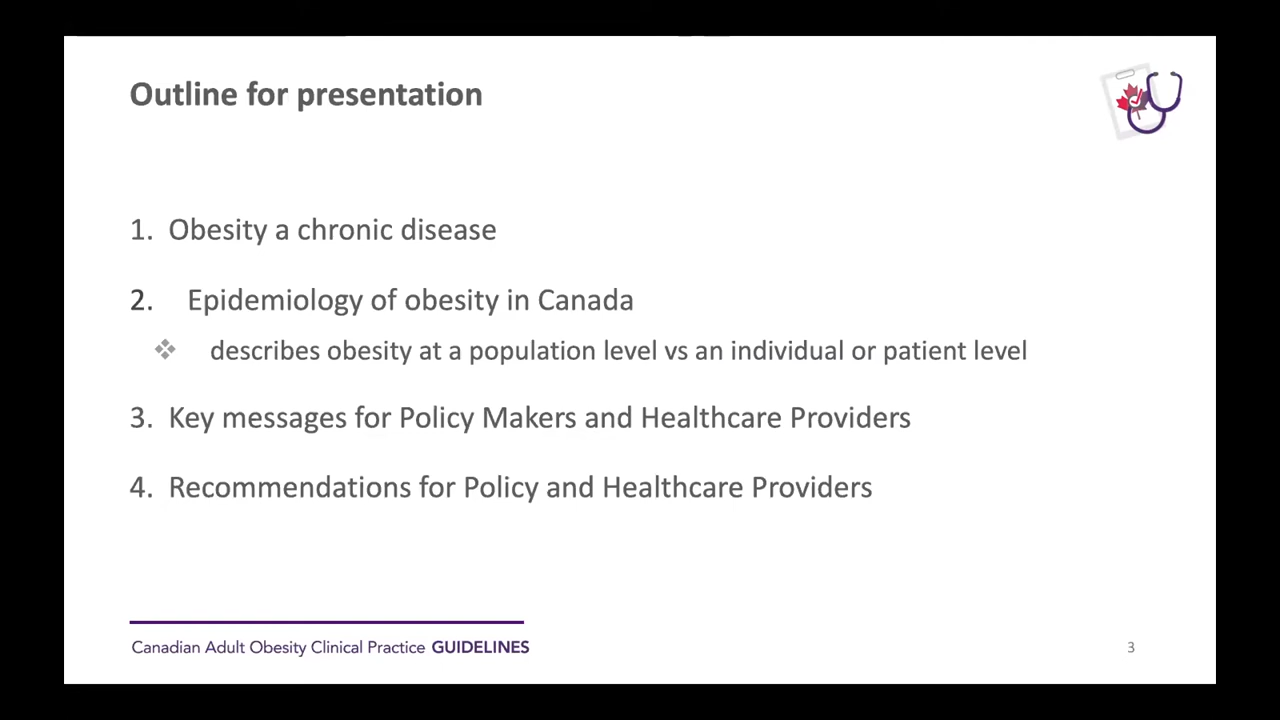 Outline for presentation
1. Obesity a chronic disease
2. Epidemiology of obesity in Canada
❖ describes obesity at a population level vs an individual or patient level
3. Key messages for Policy Makers and Healthcare Providers
4. Recommendations for Policy and Healthcare Providers
Canadian Adult Obesity Clinical Practice GUIDELINES
3